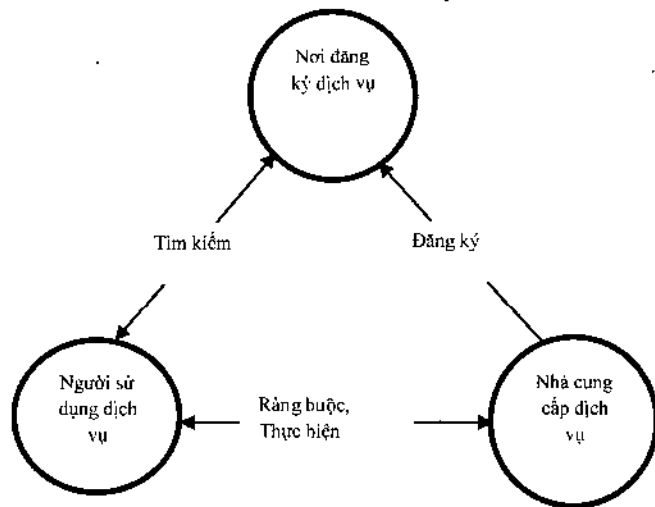 Nơi đăng
ký dịch vụ
Tìm kiếm
Đăng ký
Người sử
dụng dịch
vụ
Ràng buộc,
Thực hiện
Nhà cung
cấp dịch
vụ